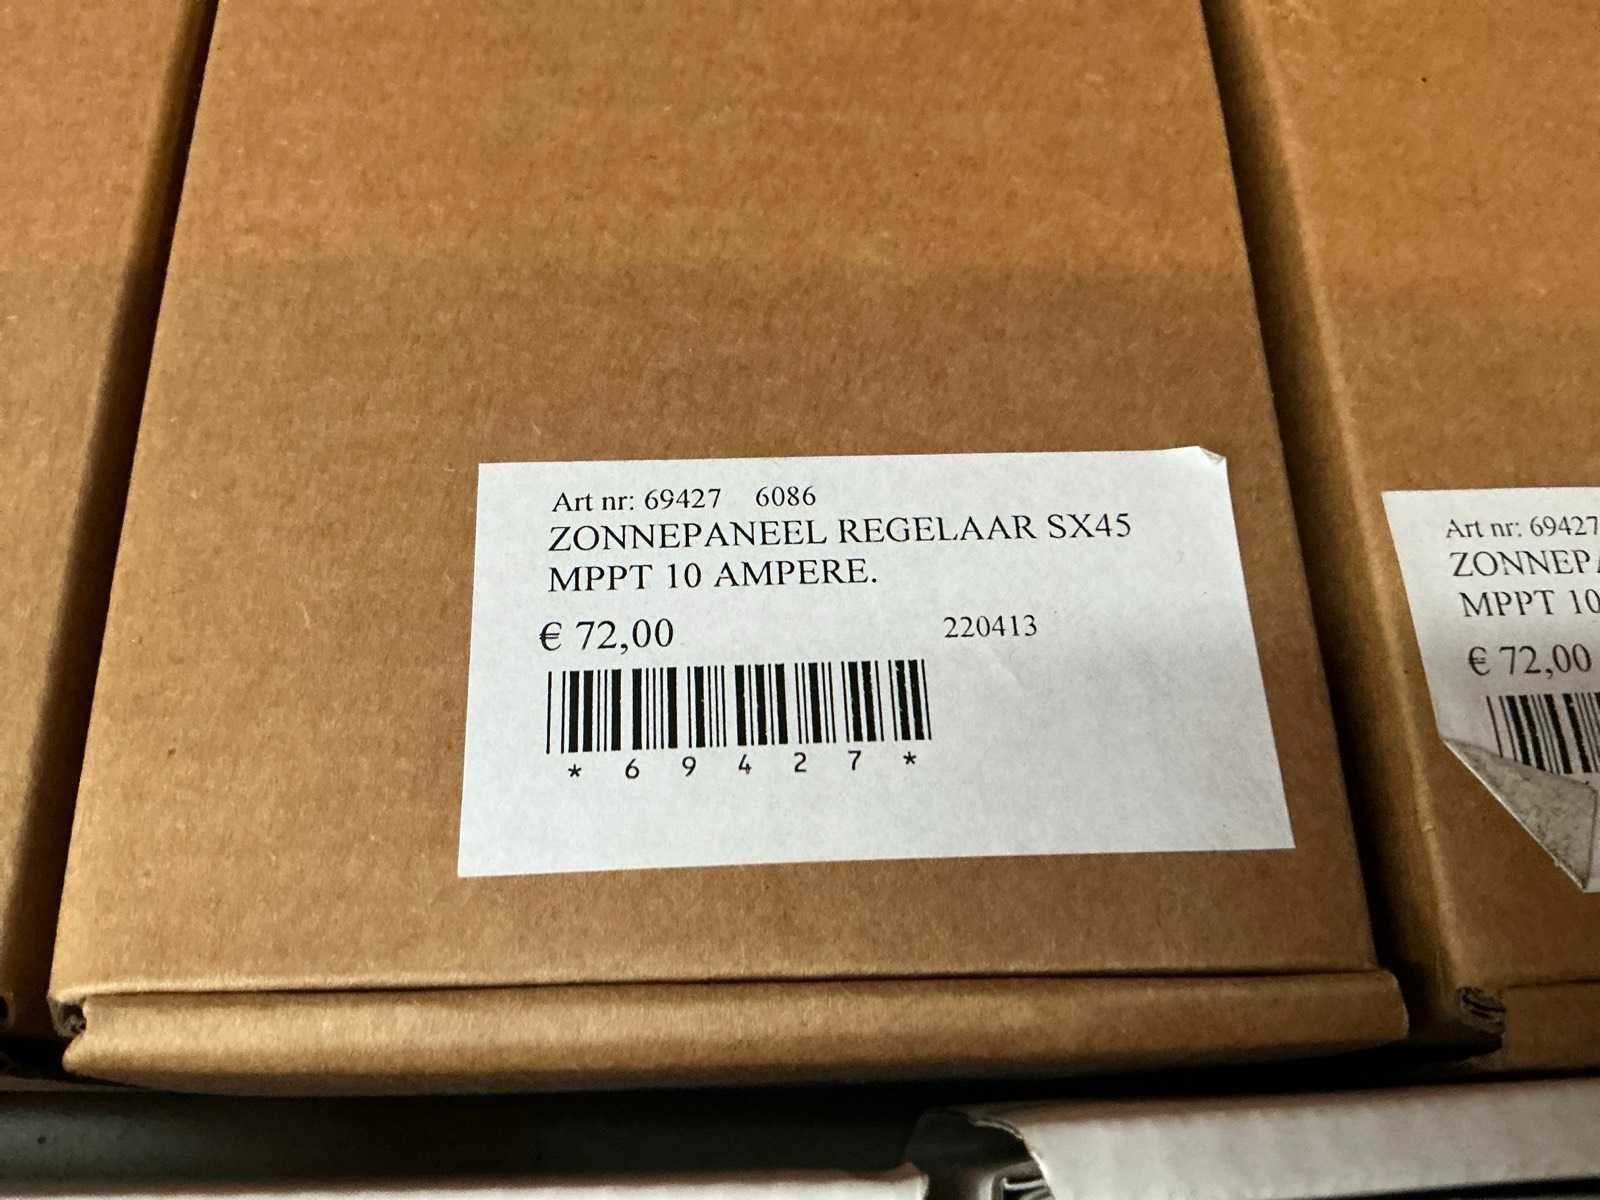 Art nr: 69427 6086
ZONNEPANEEL REGELAAR SX45
MPPT 10 AMPERE.
€ 72,00 220413
* 6 9 4 2 7 *
Art nr: 69427
MPPT 10
€ 72,00